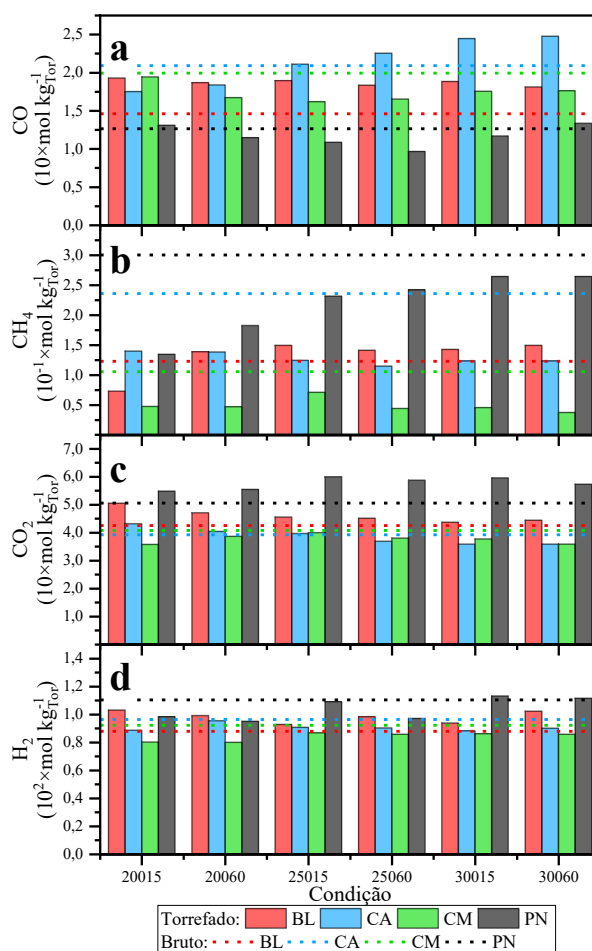 a
CO
(10×mol kg⁻¹Tor)
2,5
2,0
1,5
1,0
0,5
0,0
b
CH4
(10⁻¹×mol kg⁻¹Tor)
3,0
2,5
2,0
1,5
1,0
0,5
c
CO2
(10×mol kg⁻¹Tor)
7,0
6,0
5,0
4,0
3,0
2,0
1,0
d
H2
(10²×mol kg⁻¹Tor)
1,4
1,2
1,0
0,8
0,6
0,4
0,2
0,0
20015 20060 25015 25060 30015 30060
Condição
Torrefado: BL CA CM PN
Bruto: BL CA CM PN